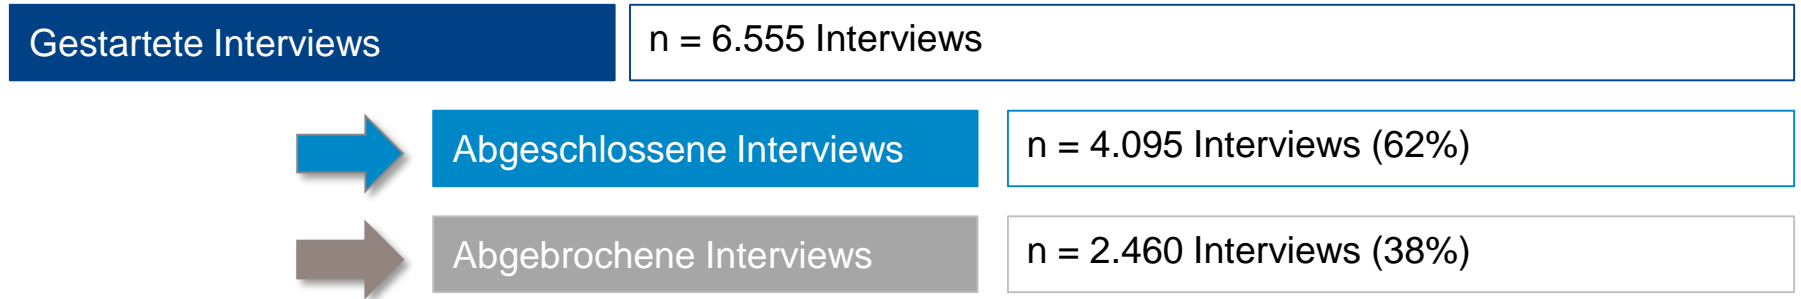 Gestartete Interviews
n = 6.555 Interviews
Abgeschlossene Interviews
n = 4.095 Interviews (62%)
Abgebrochene Interviews
n = 2.460 Interviews (38%)